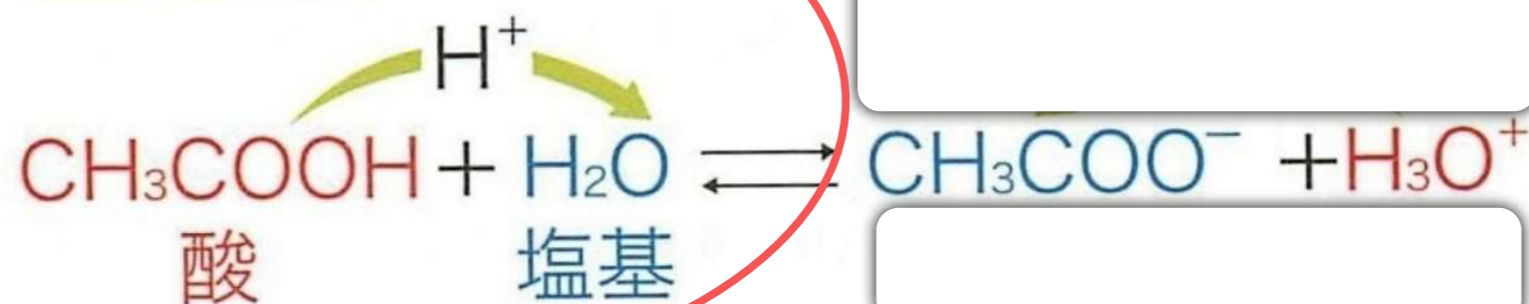 H⁺
CH₃COOH + H₂O ⇄ CH₃COO⁻ + H₃O⁺
酸 塩基